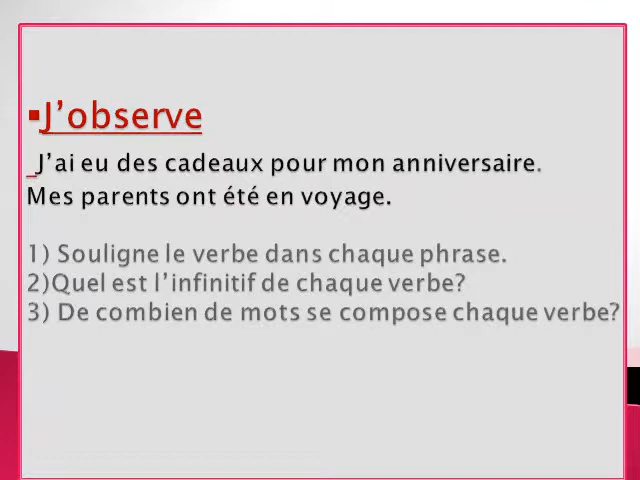 ▪J’observe
_J’ai eu des cadeaux pour mon anniversaire.
Mes parents ont été en voyage.
1) Souligne le verbe dans chaque phrase.
2)Quel est l’infinitif de chaque verbe?
3) De combien de mots se compose chaque verbe?